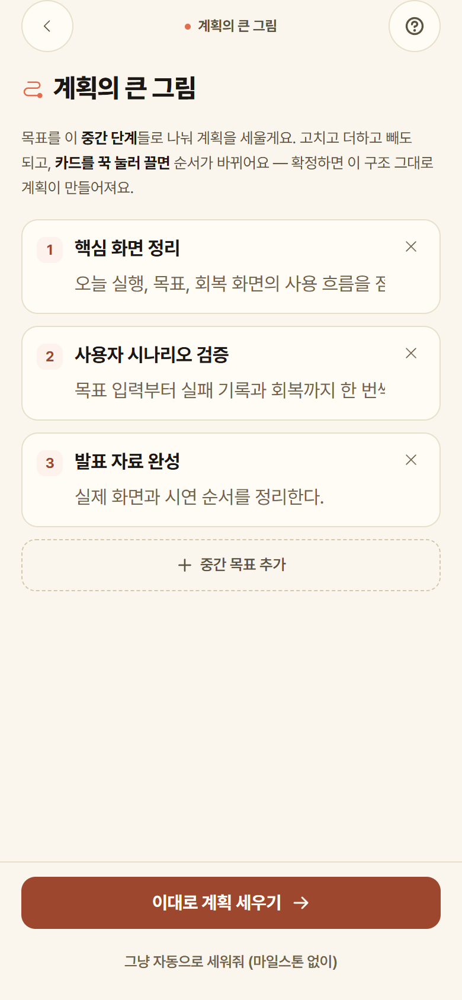 계획의 큰 그림
계획의 큰 그림
목표를 이 중간 단계들로 나눠 계획을 세울게요. 고치고 더하고 빼도
되고, 카드를 꾹 눌러 끌면 순서가 바뀌어요 — 확정하면 이 구조 그대로
계획이 만들어져요.
1 핵심 화면 정리
오늘 실행, 목표, 회복 화면의 사용 흐름을
2 사용자 시나리오 검증
목표 입력부터 실패 기록과 회복까지 한
3 발표 자료 완성
실제 화면과 시연 순서를 정리한다.
중간 목표 추가
이대로 계획 세우기
그냥 자동으로 세워줘 (마일스톤 없이)